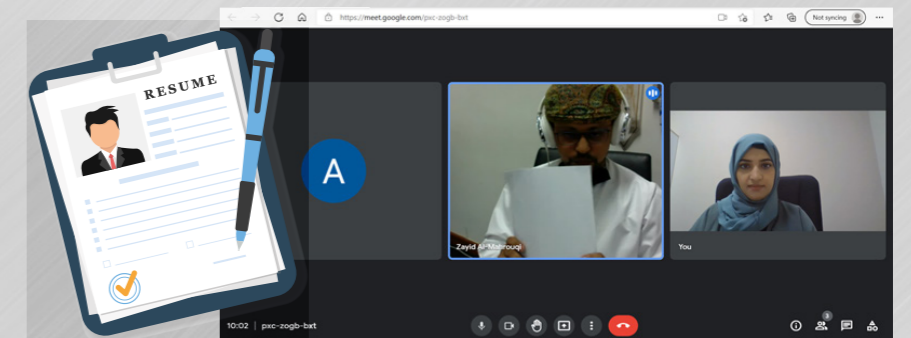 https://meet.google.com/pxc-zogb-bxt
Not syncing
RESUME
A
Zayid Al-Mahrouqi
You
10:02 | pxc-zogb-bxt
3